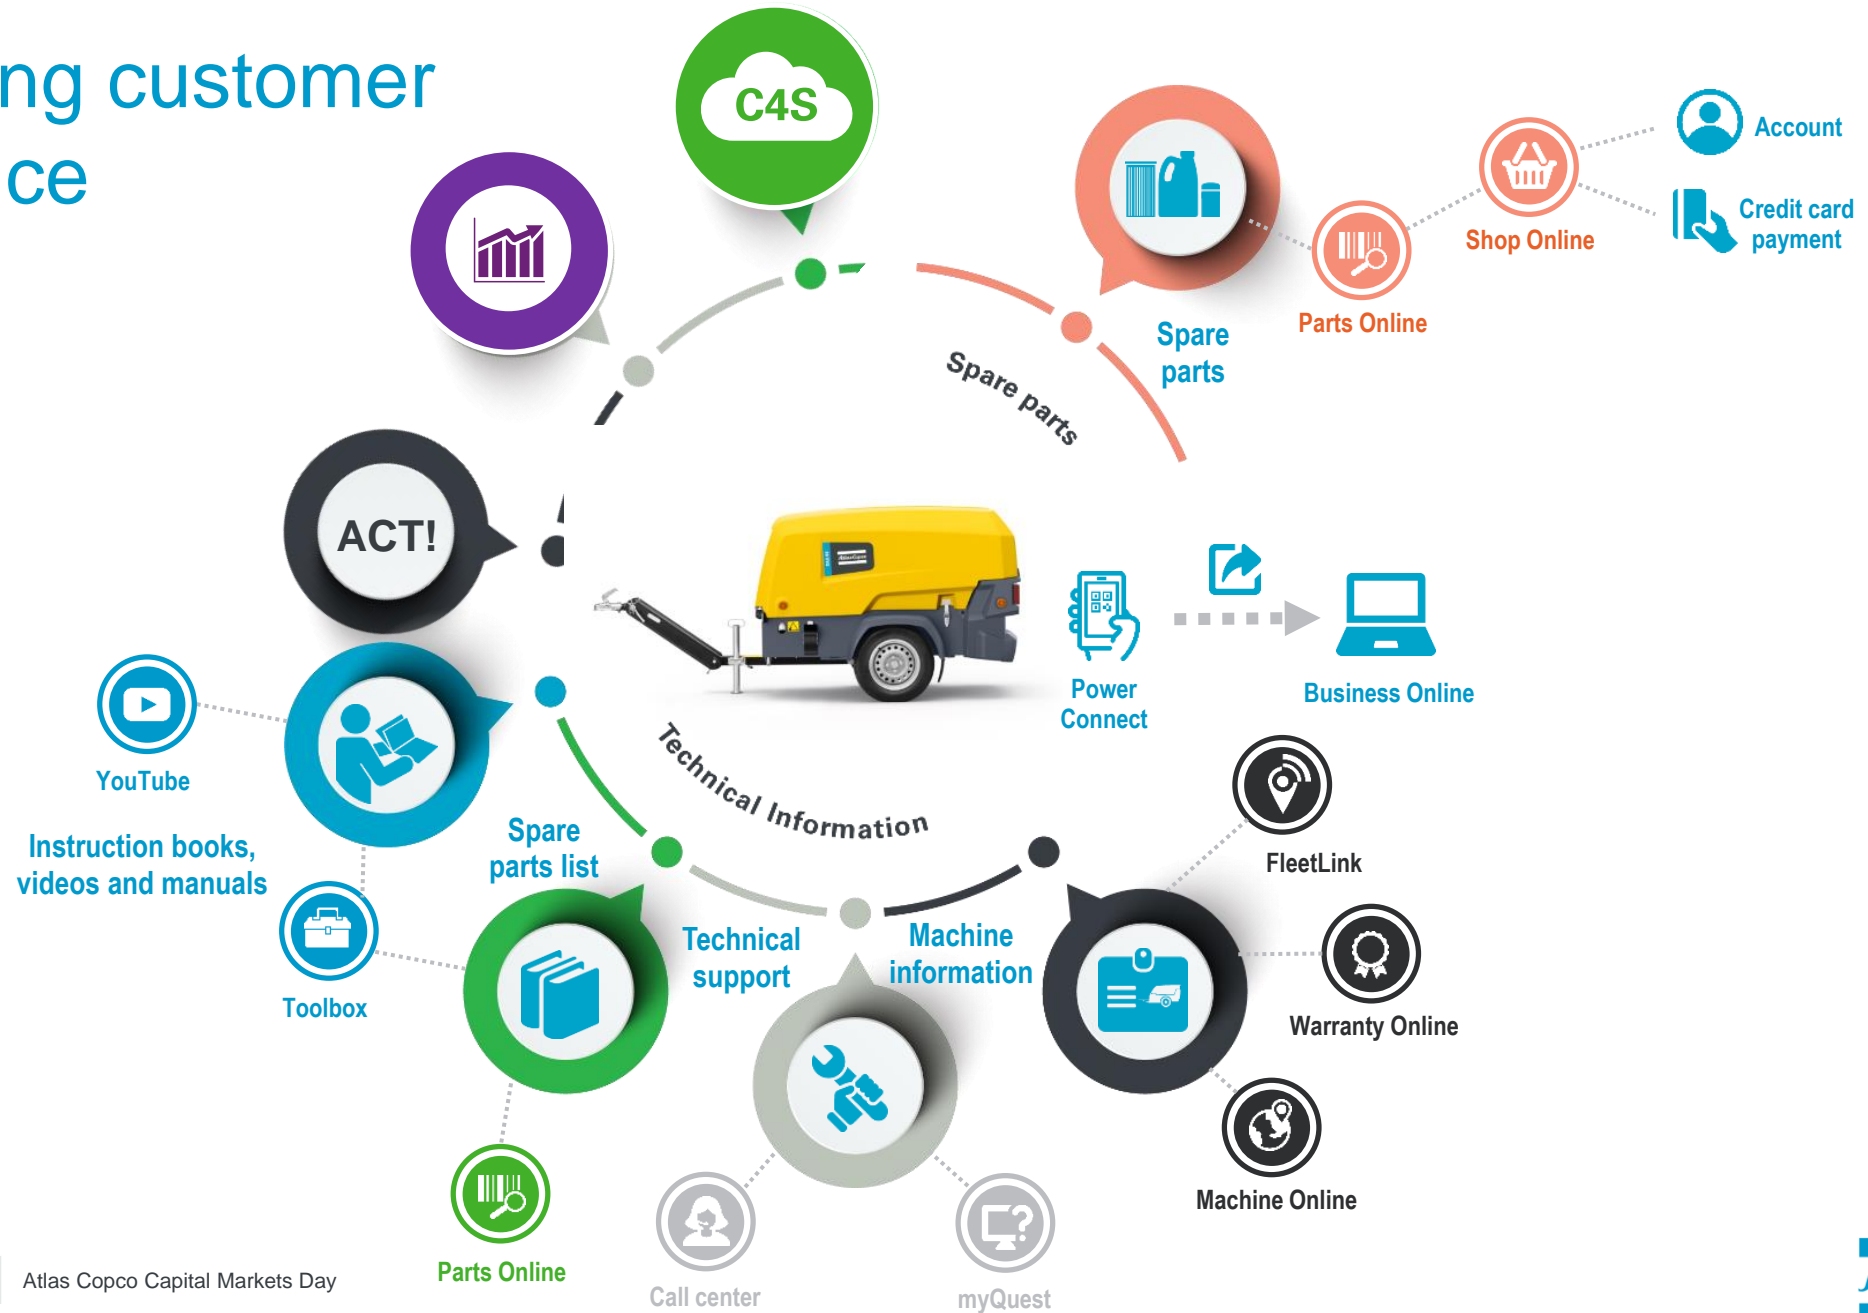 ng customer
ce
C4S
Account
Credit card
payment
Shop Online
Parts Online
Spare
parts
Spare parts
ACT!
Atlas Copco
Power
Connect
Business Online
YouTube
Instruction books,
videos and manuals
Technical Information
Spare
parts list
Toolbox
Technical
support
Machine
information
FleetLink
Warranty Online
Machine Online
Parts Online
Call center
myQuest
Atlas Copco Capital Markets Day